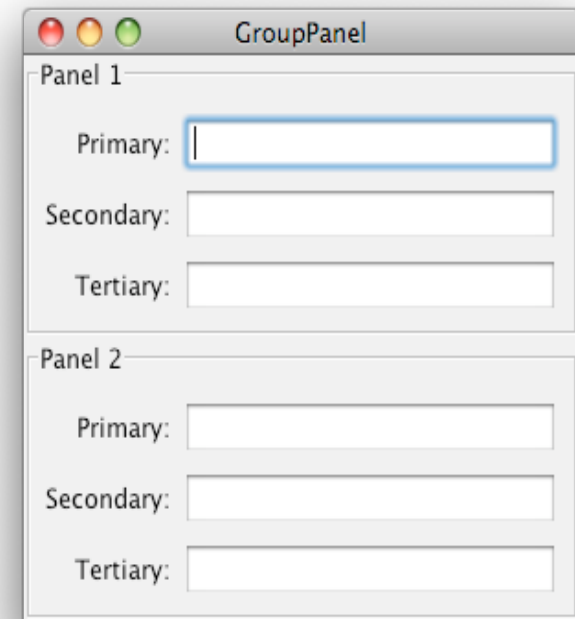 GroupPanel
Panel 1
Primary:
Secondary:
Tertiary:
Panel 2
Primary:
Secondary:
Tertiary: